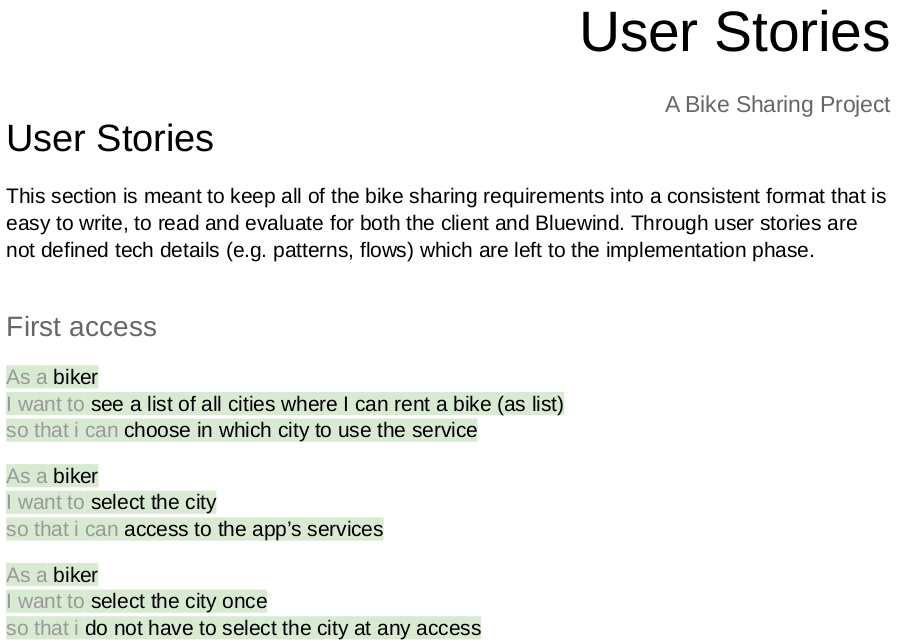 User Stories
A Bike Sharing Project
User Stories
This section is meant to keep all of the bike sharing requirements into a consistent format that is
easy to write, to read and evaluate for both the client and Bluewind. Through user stories are
not defined tech details (e.g. patterns, flows) which are left to the implementation phase.
First access
As a biker
I want to see a list of all cities where I can rent a bike (as list)
so that i can choose in which city to use the service
As a biker
I want to select the city
so that i can access to the app’s services
As a biker
I want to select the city once
so that i do not have to select the city at any access